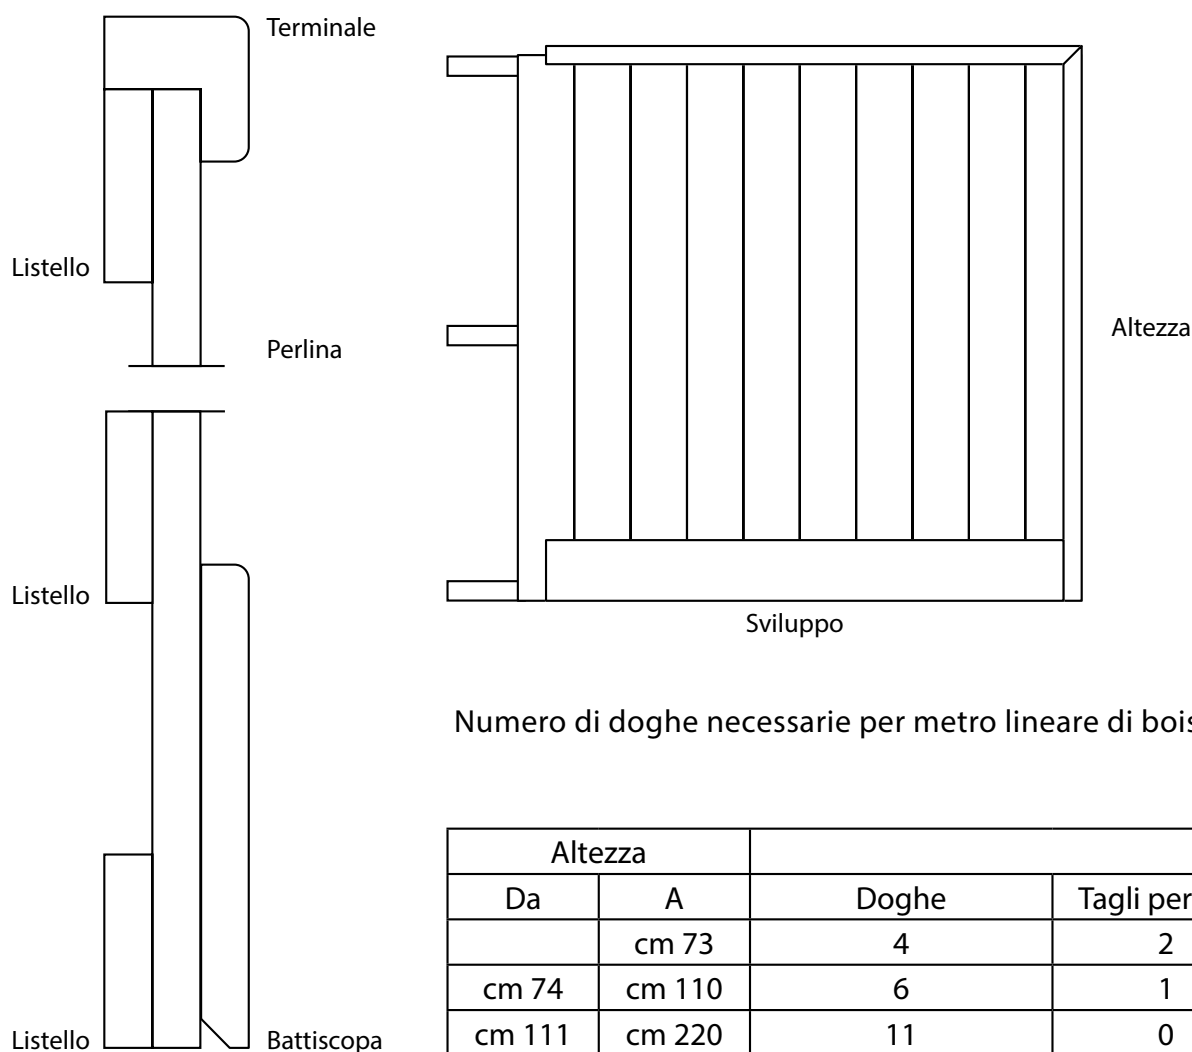 Terminale
Listello
Perlina
Listello
Listello
Battiscopa
Altezza
Sviluppo
Numero di doghe necessarie per metro lineare di
Altezza
Da A Doghe Tagli per
cm 73 4 2
cm 74 cm 110 6 1
cm 111 cm 220 11 0